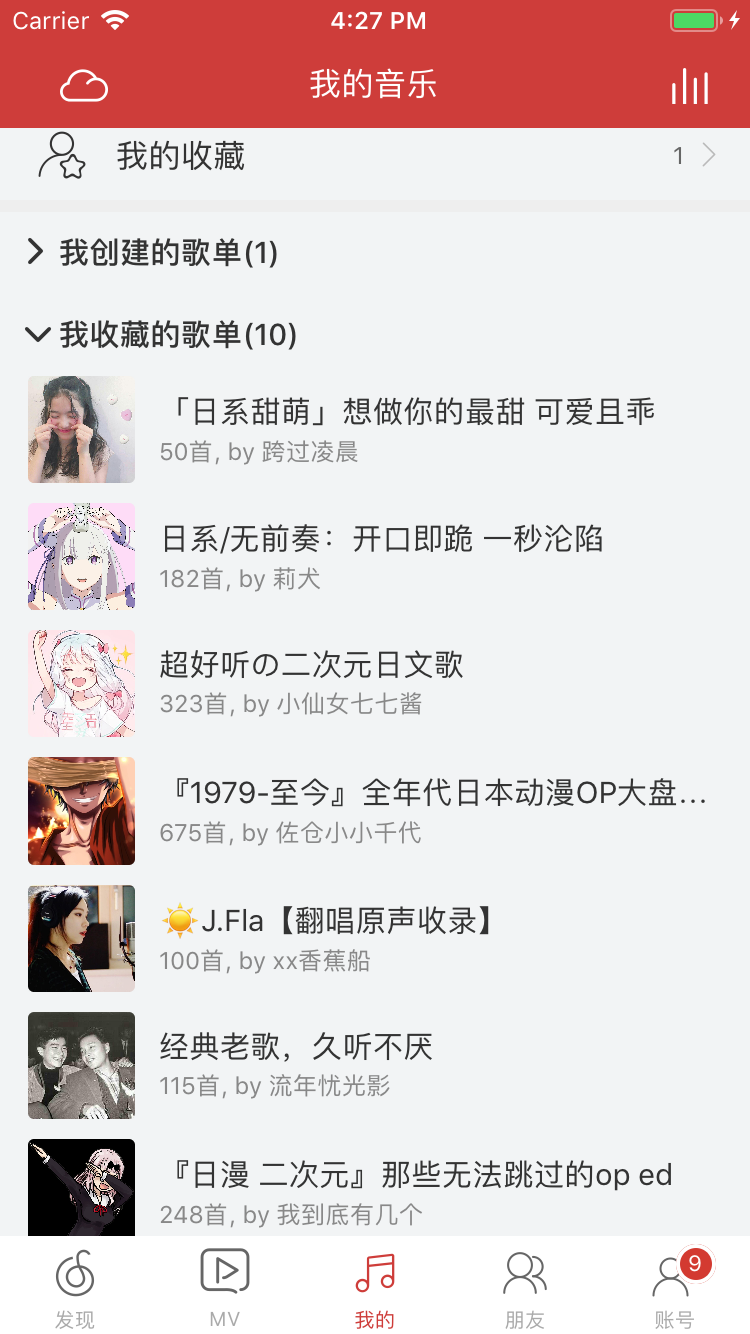 Carrier 4:27 PM
我的音乐
我的收藏 1
我创建的歌单(1)
我收藏的歌单(10)
「日系甜萌」想做你的最甜 可爱且乖
50首, by 跨过凌晨
日系/无前奏：开口即跪 一秒沦陷
182首, by 莉犬
超好听の二次元日文歌
323首, by 小仙女七七酱
『1979-至今』全年代日本动漫OP大盘...
675首, by 佐仓小小千代
☀️J.Fla【翻唱原声收录】
100首, by xx香蕉船
经典老歌，久听不厌
115首, by 流年忧光影
『日漫 二次元』那些无法跳过的op ed
248首, by 我到底有几个
9
发现 MV 我的 朋友 账号